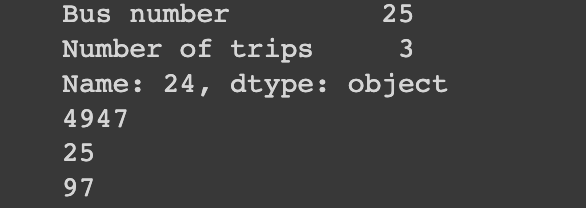 Bus number          25
Number of trips     3
Name: 24, dtype: object
4947
25
97